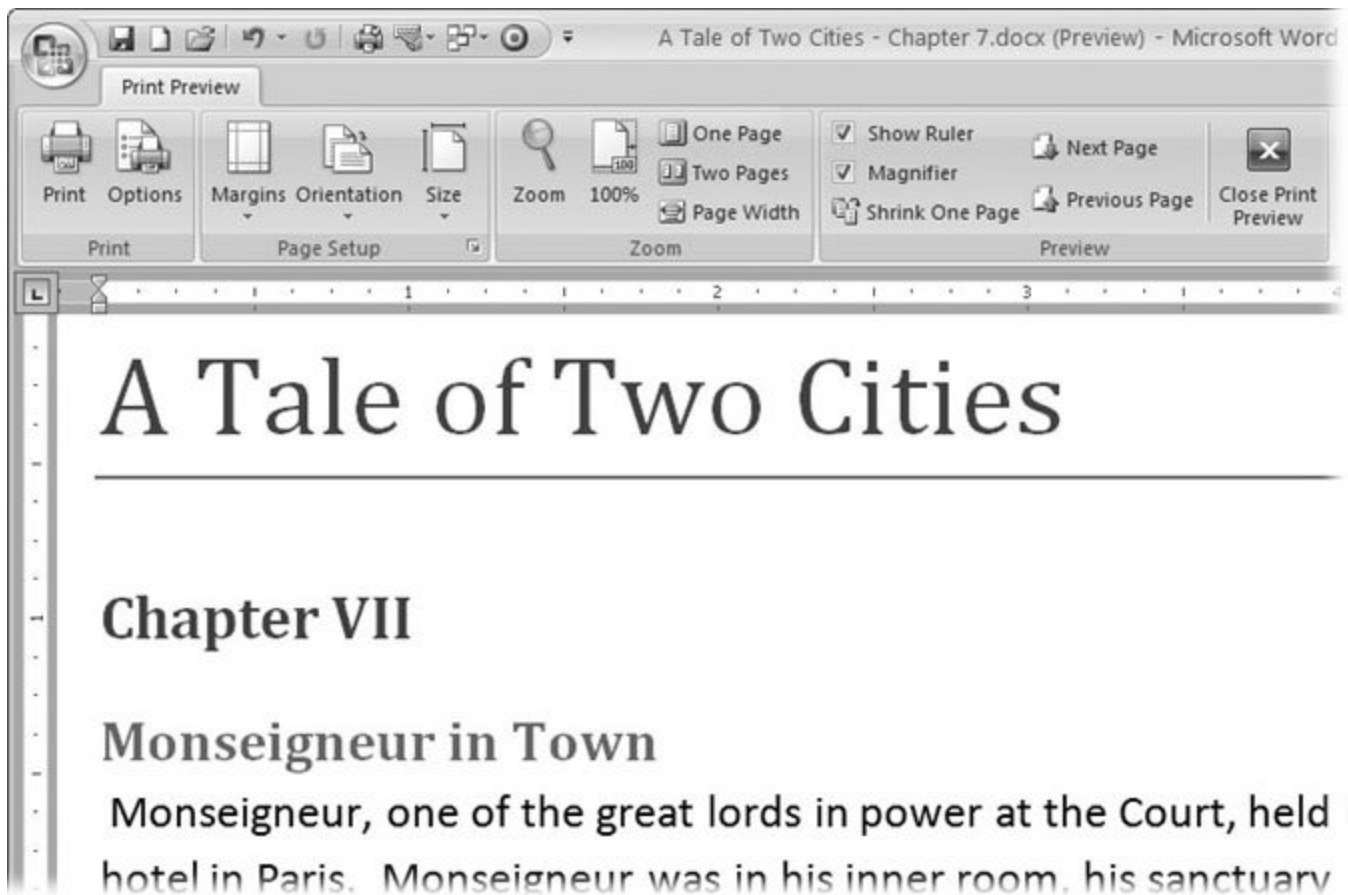 A Tale of Two Cities - Chapter 7.docx (Preview) - Microsoft Word
Print Preview
Print
Options
Margins
Orientation
Size
Zoom
100
100%
One Page
Two Pages
Page Width
Show Ruler
Magnifier
Shrink One Page
Next Page
Previous Page
Close Print
Preview
Print
Page Setup
Zoom
Preview
1 2 3
A Tale of Two Cities
1
Chapter VII
Monseigneur in Town
Monseigneur, one of the great lords in power at the Court, held
hotel in Paris. Monseigneur was in his inner room, his sanctuary